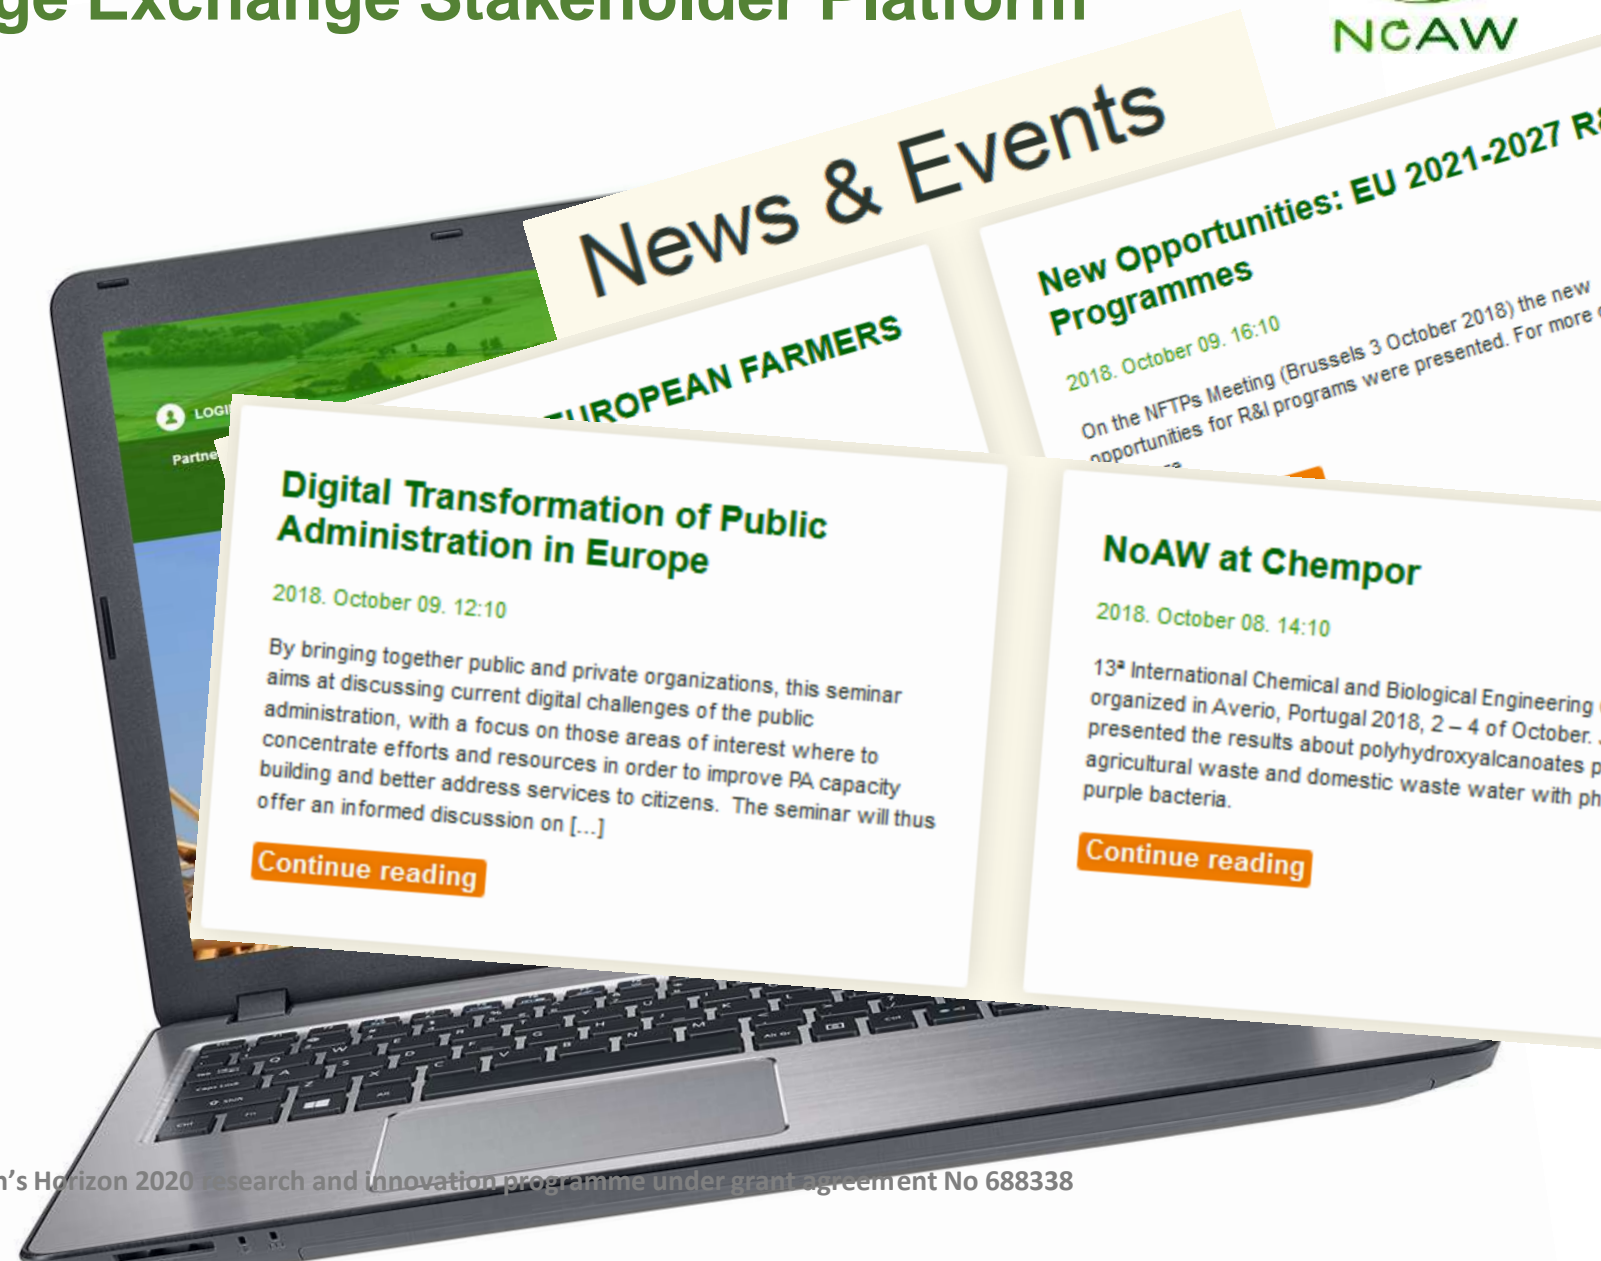 ge Exchange Stakeholder Platform
NOAW
News & Events
New Opportunities: EU 2021-2027 R&
Programmes
2018. October 09. 16:10
On the NFTPs Meeting (Brussels 3 October 2018) the new
opportunities for R&I programs were presented. For more
EUROPEAN FARMERS
LOGI
Partne
Digital Transformation of Public
Administration in Europe
2018. October 09. 12:10
By bringing together public and private organizations, this seminar
aims at discussing current digital challenges of the public
administration, with a focus on those areas of interest where to
concentrate efforts and resources in order to improve PA capacity
building and better address services to citizens.  The seminar will thus
offer an informed discussion on [...]
Continue reading
NoAW at Chempor
2018. October 08. 14:10
13ª International Chemical and Biological Engineering
organized in Averio, Portugal 2018, 2 – 4 of October.
presented the results about polyhydroxyalcanoates p
agricultural waste and domestic waste water with ph
purple bacteria.
Continue reading
n's Horizon 2020 research and innovation programme under grant agreement No 688338